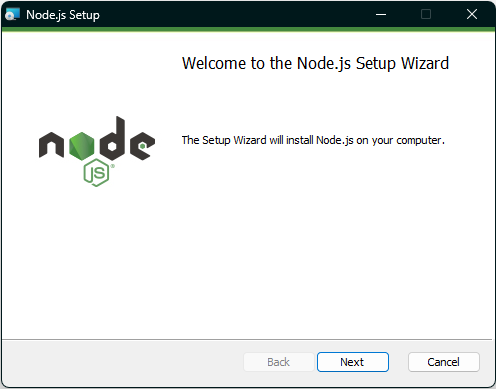 Node.js Setup
Welcome to the Node.js Setup Wizard
The Setup Wizard will install Node.js on your computer.
node
JS®
Back
Next
Cancel